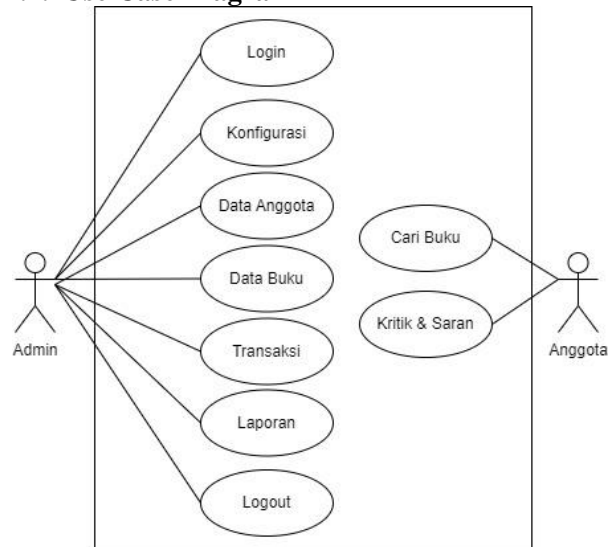 Login
Konfigurasi
Data Anggota
Data Buku
Transaksi
Laporan
Logout
Admin
Cari Buku
Kritik & Saran
Anggota